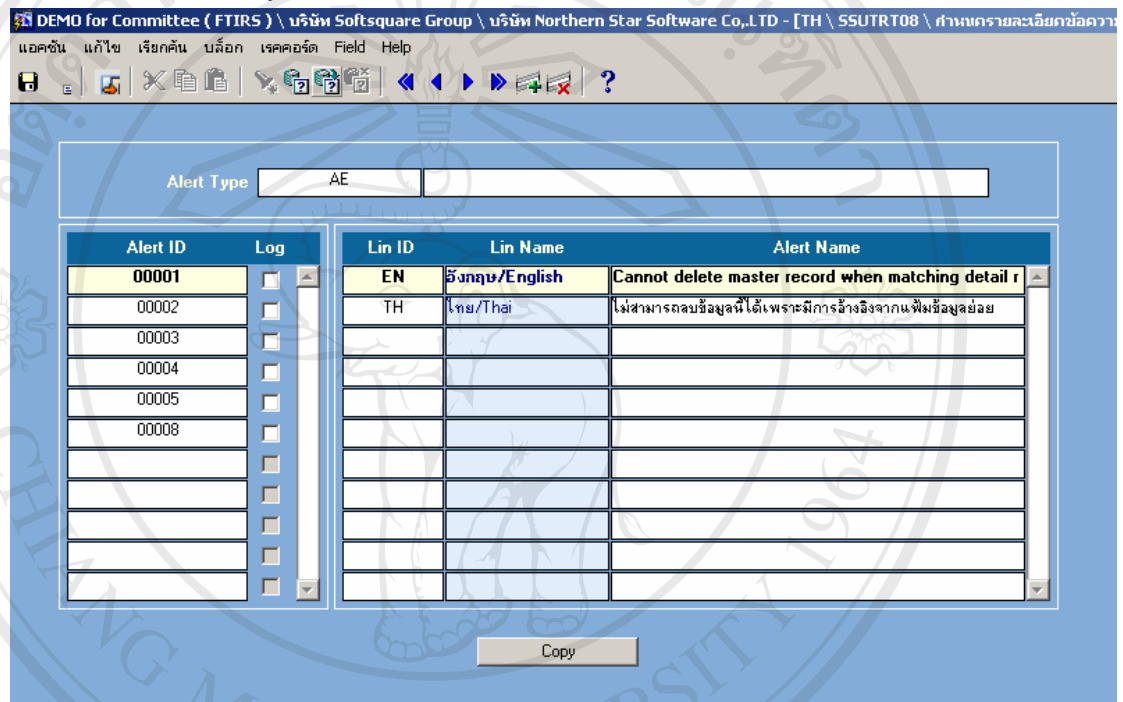 DEMO for Committee ( FTIRS ) \ บริษัท Softsquare Group \ บริษัท Northern Star Software Co,.LTD - [TH \ SSUTRT08 \ กำหนดรายละเอียดข้อความ
แอคชัน แก้ไข เรียกค้น บล็อก เรคคอร์ด Field Help
Alert Type AE
Alert ID Log Lin ID Lin Name Alert Name
00001 EN อังกฤษ/English Cannot delete master record when matching detail r
00002 TH ไทย/Thai ไม่สามารถลบข้อมูลนี้ได้เพราะมีการอ้างอิงจากแฟ้มข้อมูลย่อย
00003
00004
00005
00008
Copy
CHIANG
1964